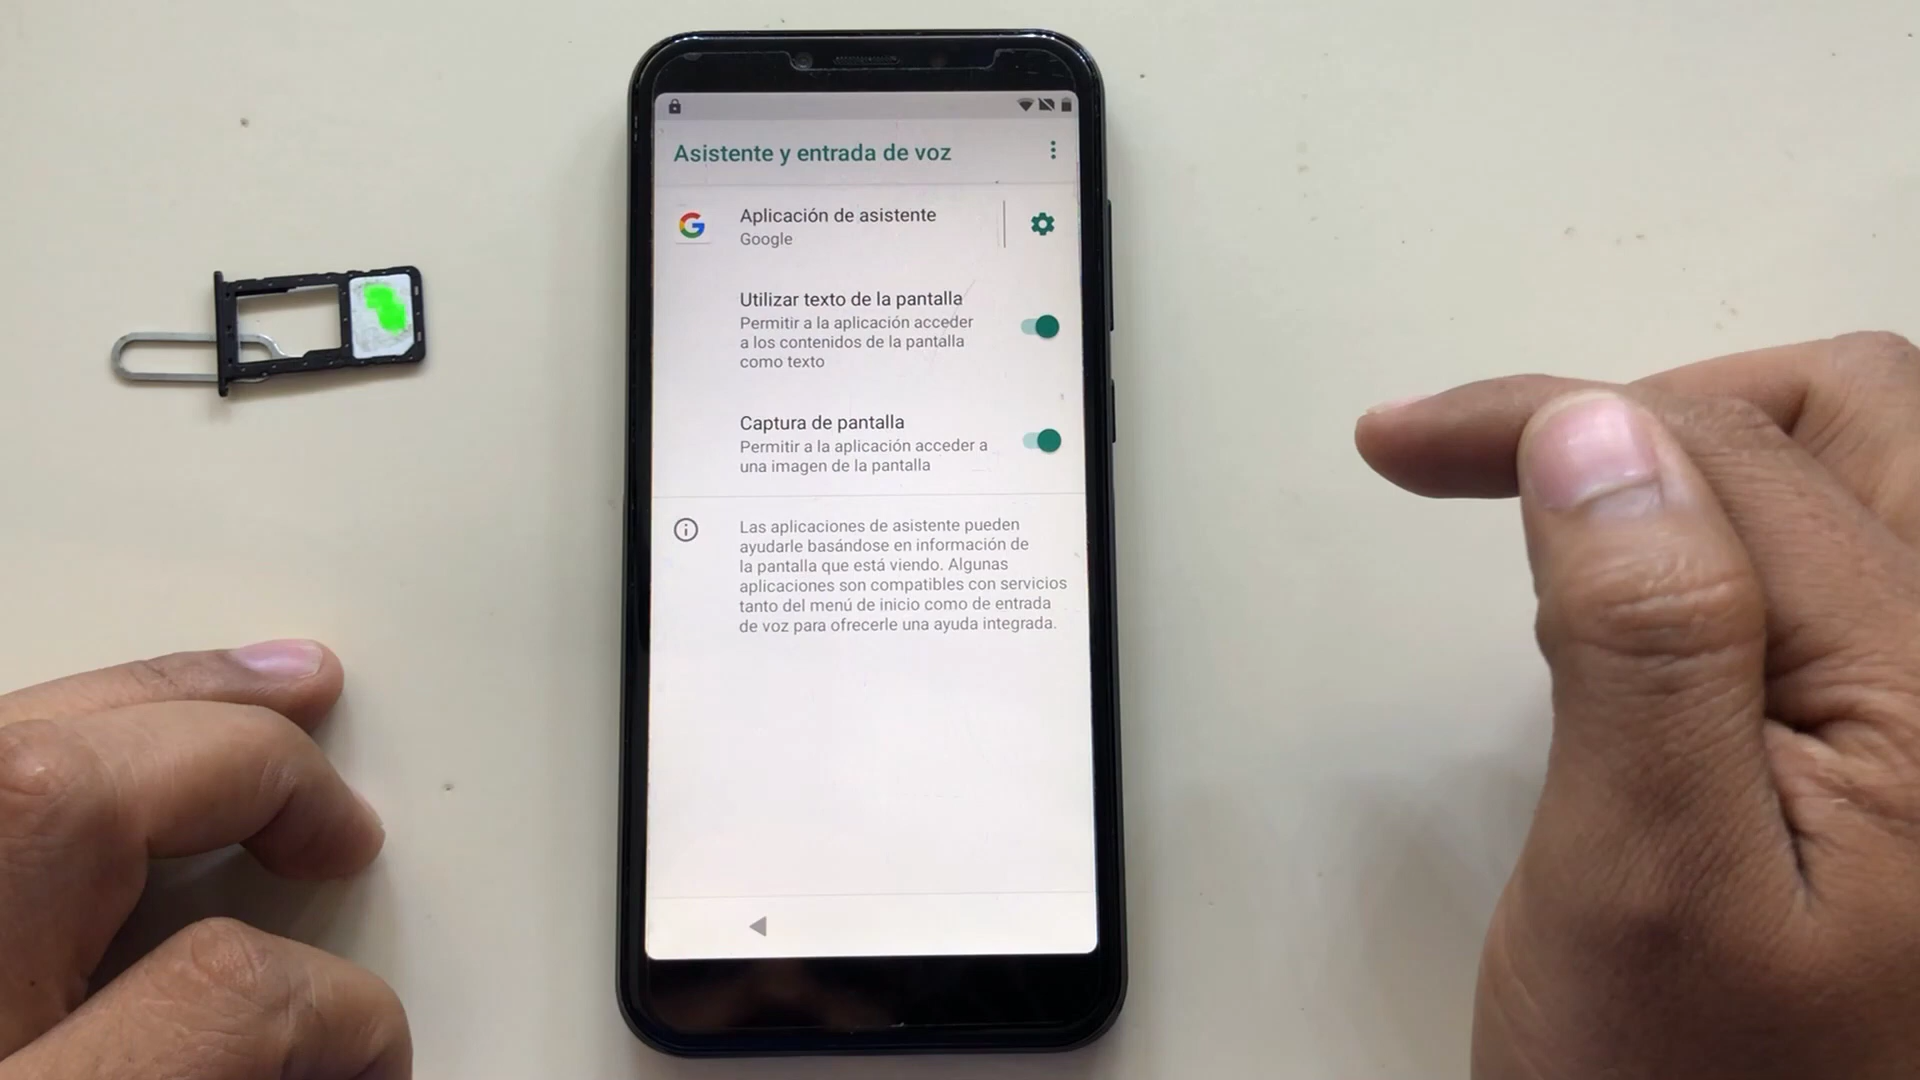 Asistente y entrada de voz
Aplicación de asistente
Google
Utilizar texto de la pantalla
Permitir a la aplicación acceder
a los contenidos de la pantalla
como texto
Captura de pantalla
Permitir a la aplicación acceder a
una imagen de la pantalla
Las aplicaciones de asistente pueden
ayudarle basándose en información de
la pantalla que está viendo. Algunas
aplicaciones son compatibles con servicios
tanto del menú de inicio como de entrada
de voz para ofrecerle una ayuda integrada.